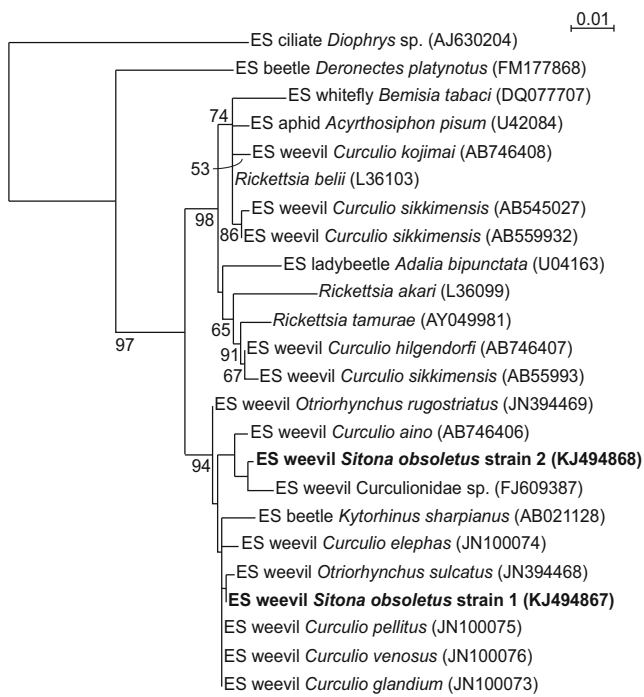 0.01
ES ciliate Diophrys sp. (AJ630204)
ES beetle Deronectes platynotus (FM177868)
ES whitefly Bemisia tabaci (DQ077707)
74
ES aphid Acyrthosiphon pisum (U42084)
ES weevil Curculio kojimai (AB746408)
53
Rickettsia belii (L36103)
ES weevil Curculio sikkimensis (AB545027)
98
86
ES weevil Curculio sikkimensis (AB559932)
ES ladybeetle Adalia bipunctata (U04163)
Rickettsia akari (L36099)
Rickettsia tamurae (AY049981)
65
97
ES weevil Curculio hilgendorfi (AB746407)
91
ES weevil Curculio sikkimensis (AB55993)
67
ES weevil Otriorhynchus rugostriatus (JN394469)
ES weevil Curculio aino (AB746406)
ES weevil Sitona obsoletus strain 2 (KJ494868)
94
ES weevil Curculionidae sp. (FJ609387)
ES beetle Kytorhinus sharpianus (AB021128)
ES weevil Curculio elephas (JN100074)
ES weevil Otriorhynchus sulcatus (JN394468)
ES weevil Sitona obsoletus strain 1 (KJ494867)
ES weevil Curculio pellitus (JN100075)
ES weevil Curculio venosus (JN100076)
ES weevil Curculio glandium (JN100073)